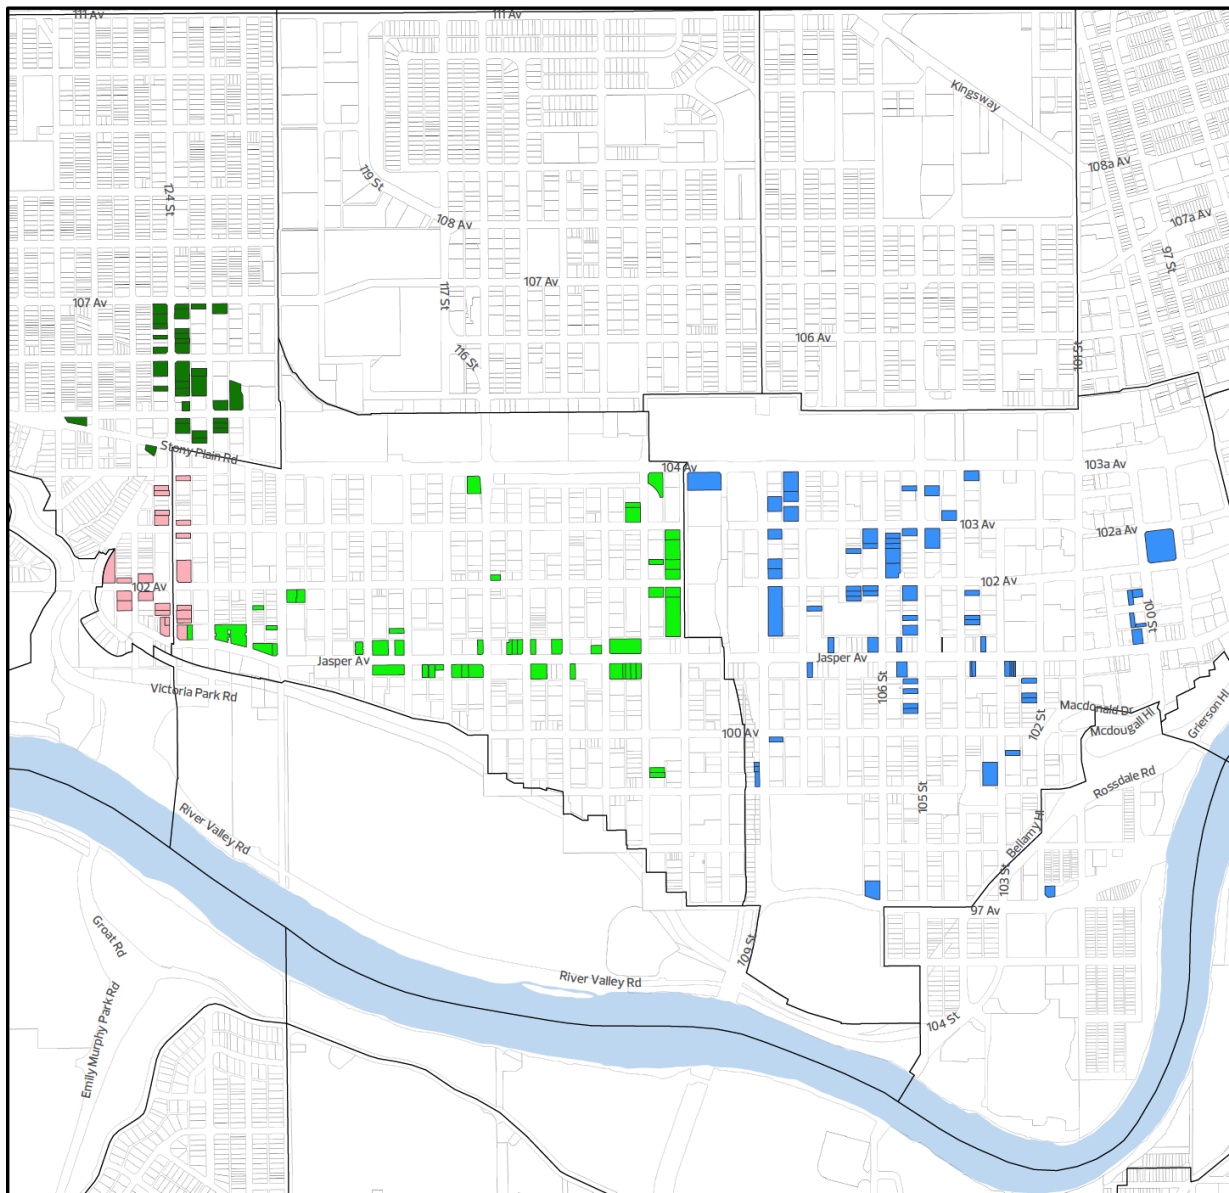 111 Av
111 Av
Kingsway
108a Av
119 St
124 St
107a Av
108 Av
97 St
107 Av
117 St
107 Av
106 Av
116 St
101 St
Stony Plain Rd
104 Av
103a Av
103 Av
102a Av
102 Av
102 Av
100 St
Jasper Av
Jasper Av
Victoria Park Rd
106 St
Macdonald Dr
Mcdougall Hl
Grierson Hl
102 St
100 Av
Rossdale Rd
105 St
River Valley Rd
Bellamy Hl
103 St
97 Av
Groat Rd
109 St
River Valley Rd
104 St
Emily Murphy Park Rd